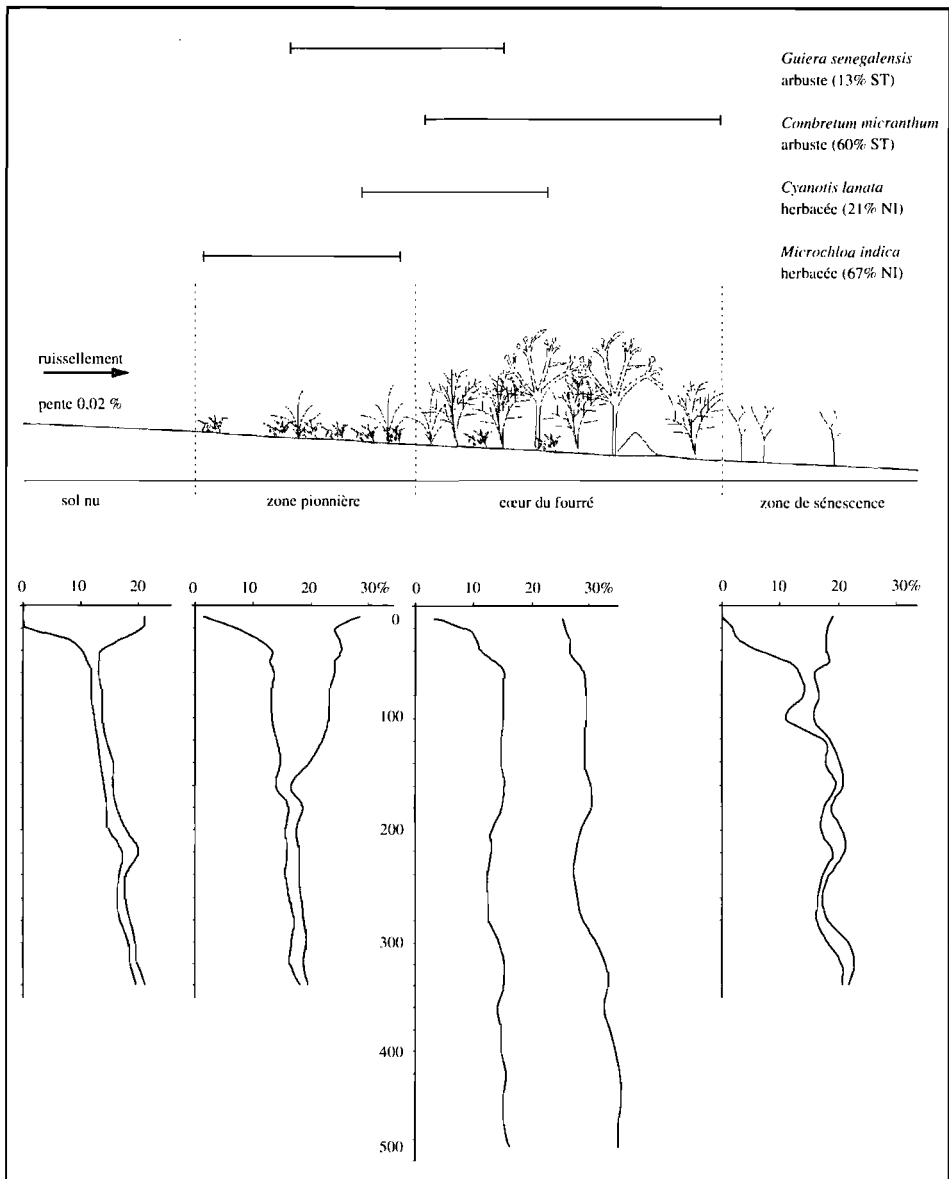 Guiera senegalensis
arbuste (13% ST)
Combretum micranthum
arbuste (60% ST)
Cyanotis lanata
herbacée (21% NI)
Microchloa indica
herbacée (67% NI)
ruissellement
pente 0,02 %
sol nu
zone pionnière
cœur du fourré
zone de sénescence
0 10 20
0 10 20 30%
0 10 20 30%
0 10 20 30%
0
100
200
300
400
500